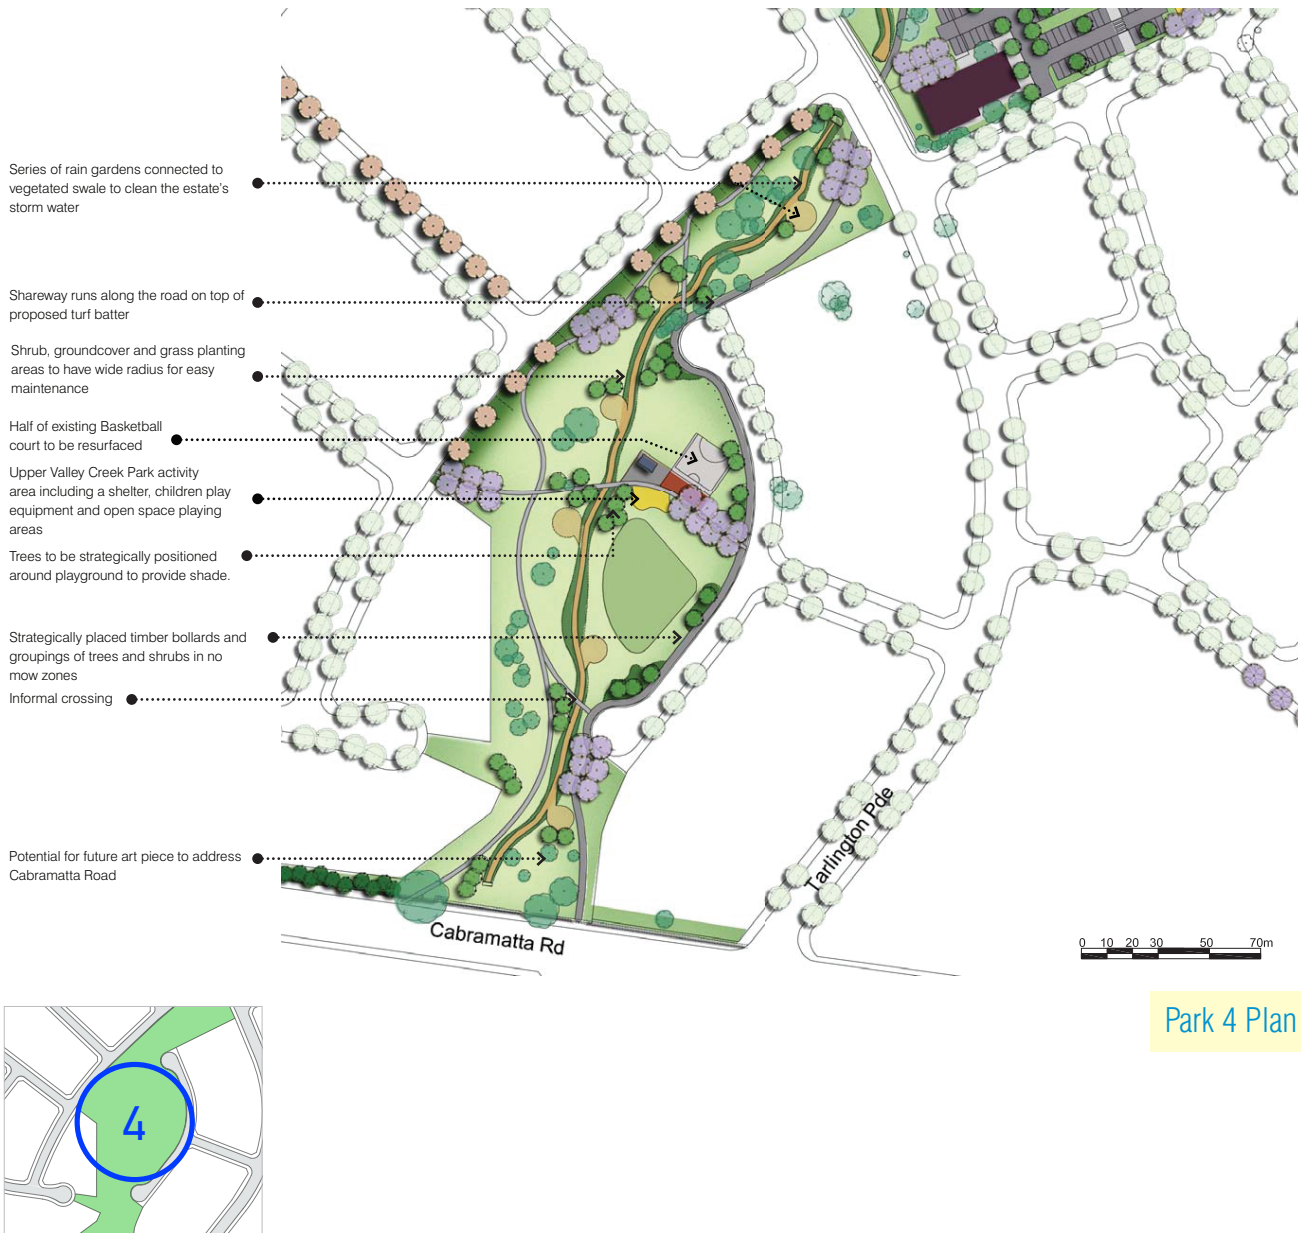 Series of rain gardens connected to
vegetated swale to clean the estate's
storm water
Shareway runs along the road on top of
proposed turf batter
Shrub, groundcover and grass planting
areas to have wide radius for easy
maintenance
Half of existing Basketball
court to be resurfaced
Upper Valley Creek Park activity
area including a shelter, children play
equipment and open space playing
areas
Trees to be strategically positioned
around playground to provide shade.
Strategically placed timber bollards and
groupings of trees and shrubs in no
mow zones
Informal crossing
Potential for future art piece to address
Cabramatta Road
Cabramatta Rd
Tarlington Pde
0 10 20 30 50 70m
Park 4 Plan
4